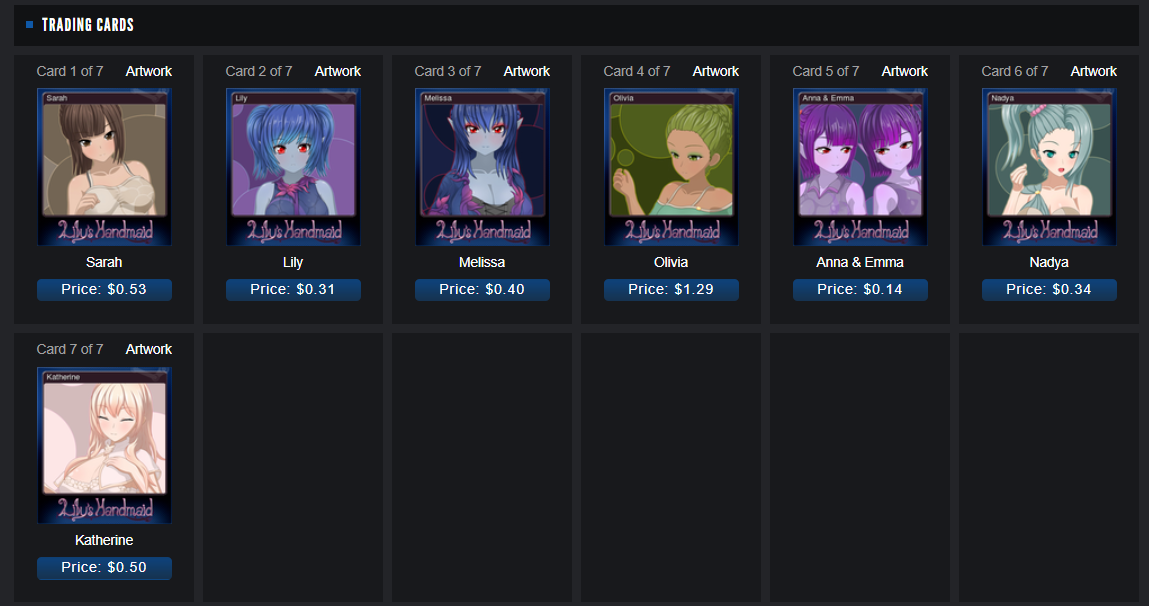 TRADING CARDS
Card 1 of 7 Artwork
Sarah
Lily's Handmaid
Sarah
Price: $0.53
Card 2 of 7 Artwork
Lily
Lily's Handmaid
Lily
Price: $0.31
Card 3 of 7 Artwork
Melissa
Lily's Handmaid
Melissa
Price: $0.40
Card 4 of 7 Artwork
Olivia
Lily's Handmaid
Olivia
Price: $1.29
Card 5 of 7 Artwork
Anna & Emma
Lily's Handmaid
Anna & Emma
Price: $0.14
Card 6 of 7 Artwork
Nadya
Lily's Handmaid
Nadya
Price: $0.34
Card 7 of 7 Artwork
Katherine
Lily's Handmaid
Katherine
Price: $0.50